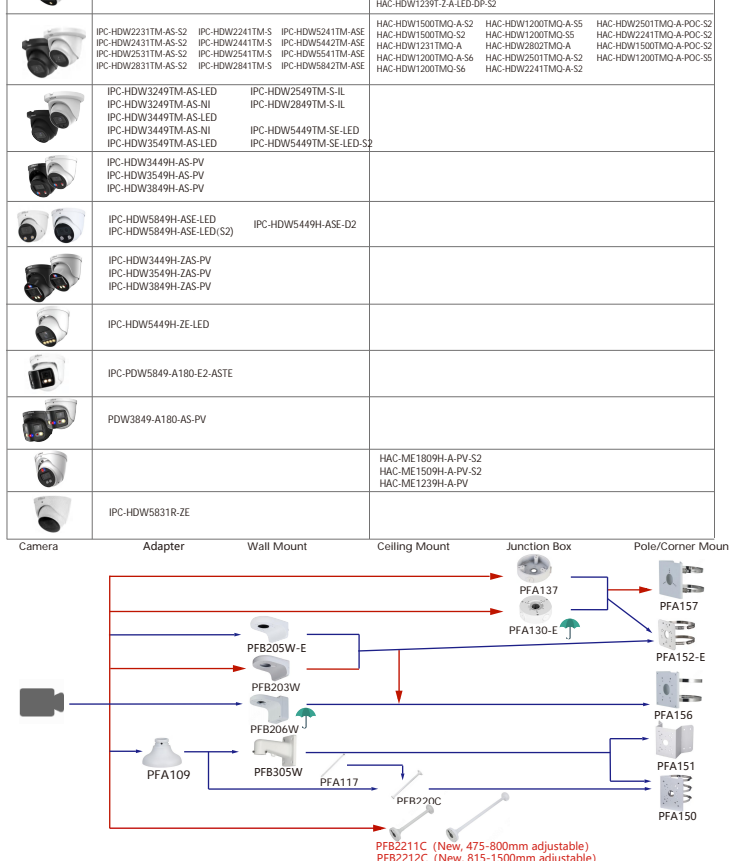 HAC-HDW1239T-Z-A-LED-DP-S2
IPC-HDW2231TM-AS-S2 IPC-HDW2241TM-S IPC-HDW5241TM-ASE
IPC-HDW2431TM-AS-S2 IPC-HDW2441TM-S IPC-HDW5442TM-ASE
IPC-HDW2531TM-AS-S2 IPC-HDW2541TM-S IPC-HDW5541TM-ASE
IPC-HDW2831TM-AS-S2 IPC-HDW2841TM-S IPC-HDW5842TM-ASE
HAC-HDW1500TMQ-A-S2 HAC-HDW1200TMQ-A-S5 HAC-HDW2501TMQ-A-POC-S2
HAC-HDW1500TMQ-S2 HAC-HDW1200TMQ-S5 HAC-HDW2241TMQ-A-POC-S2
HAC-HDW1231TMQ-A HAC-HDW2802TMQ-A HAC-HDW1500TMQ-A-POC-S2
HAC-HDW1200TMQ-A-S6 HAC-HDW2501TMQ-A-S2 HAC-HDW1200TMQ-A-POC-S5
HAC-HDW1200TMQ-S6 HAC-HDW2241TMQ-A-S2
IPC-HDW3249TM-AS-LED IPC-HDW2549TM-S-IL
IPC-HDW3249TM-AS-NI IPC-HDW2849TM-S-IL
IPC-HDW3449TM-AS-LED
IPC-HDW3449TM-AS-NI IPC-HDW5449TM-SE-LED
IPC-HDW3549TM-AS-LED IPC-HDW5449TM-SE-LED-S2
IPC-HDW3449H-AS-PV
IPC-HDW3549H-AS-PV
IPC-HDW3849H-AS-PV
IPC-HDW5849H-ASE-LED
IPC-HDW5849H-ASE-LED(S2) IPC-HDW5449H-ASE-D2
IPC-HDW3449H-ZAS-PV
IPC-HDW3549H-ZAS-PV
IPC-HDW3849H-ZAS-PV
IPC-HDW5449H-ZE-LED
IPC-PDW5849-A180-E2-ASTE
PDW3849-A180-AS-PV
HAC-ME1809H-A-PV-S2
HAC-ME1509H-A-PV-S2
HAC-ME1239H-A-PV
IPC-HDW5831R-ZE
Camera Adapter Wall Mount Ceiling Mount Junction Box Pole/Corner Moun
PFA137
PFA157
PFA130-E
PFB205W-E
PFA152-E
PFB203W
PFB206W
PFA156
PFA109
PFB305W
PFA117
PFA151
PFB220C
PFA150
PFB2211C (New, 475-800mm adjustable)
PFB2212C (New, 815-1500mm adjustable)